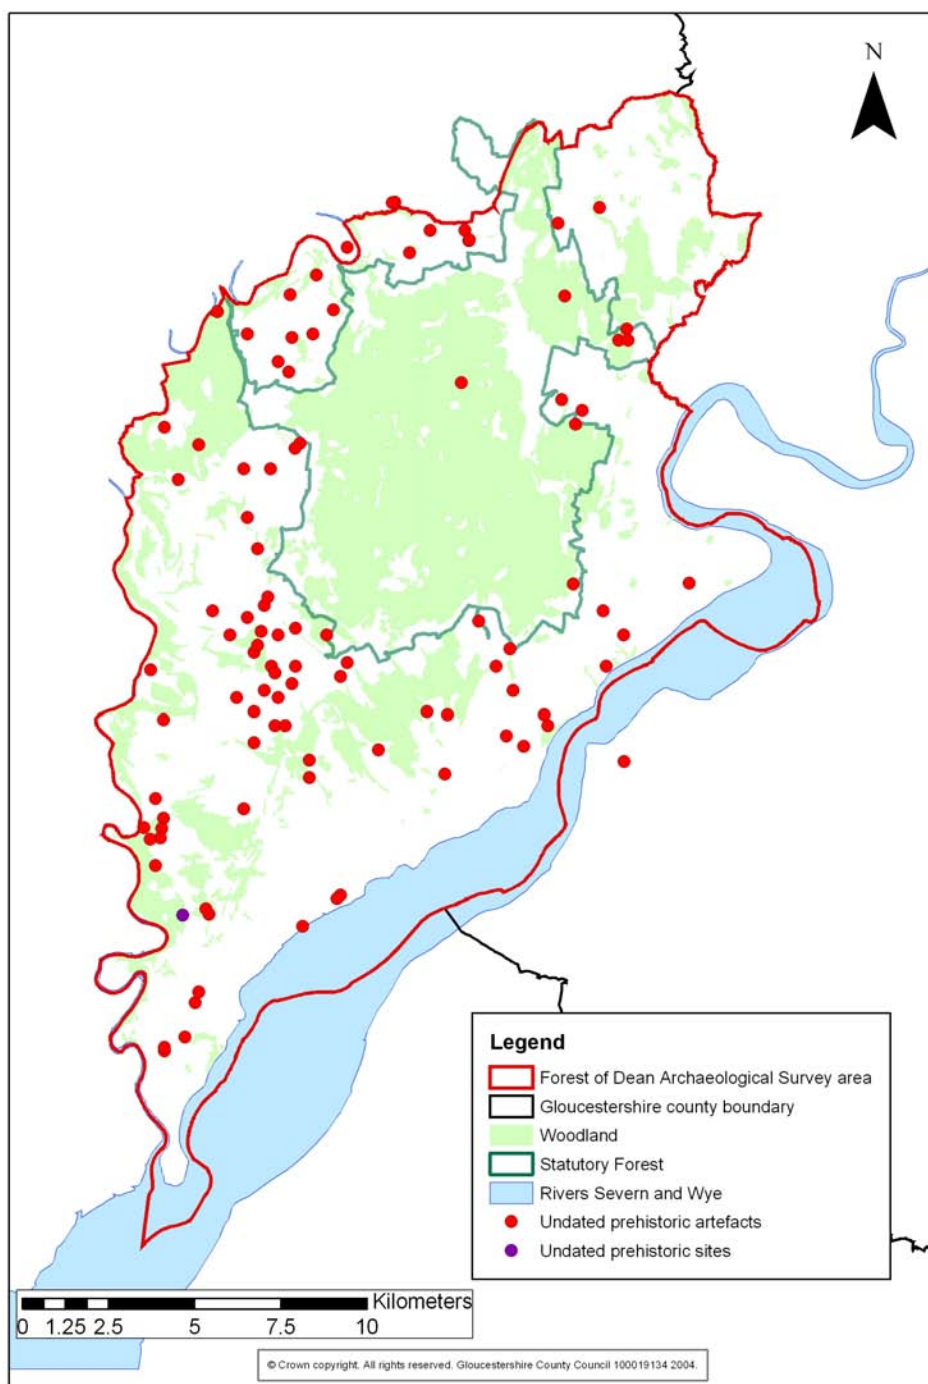 N
Legend
Forest of Dean Archaeological Survey area
Gloucestershire county boundary
Woodland
Statutory Forest
Rivers Severn and Wye
Undated prehistoric artefacts
Undated prehistoric sites
Kilometers
0 1.25 2.5 5 7.5 10
© Crown copyright. All rights reserved. Gloucestershire County Council 100019134 2004.